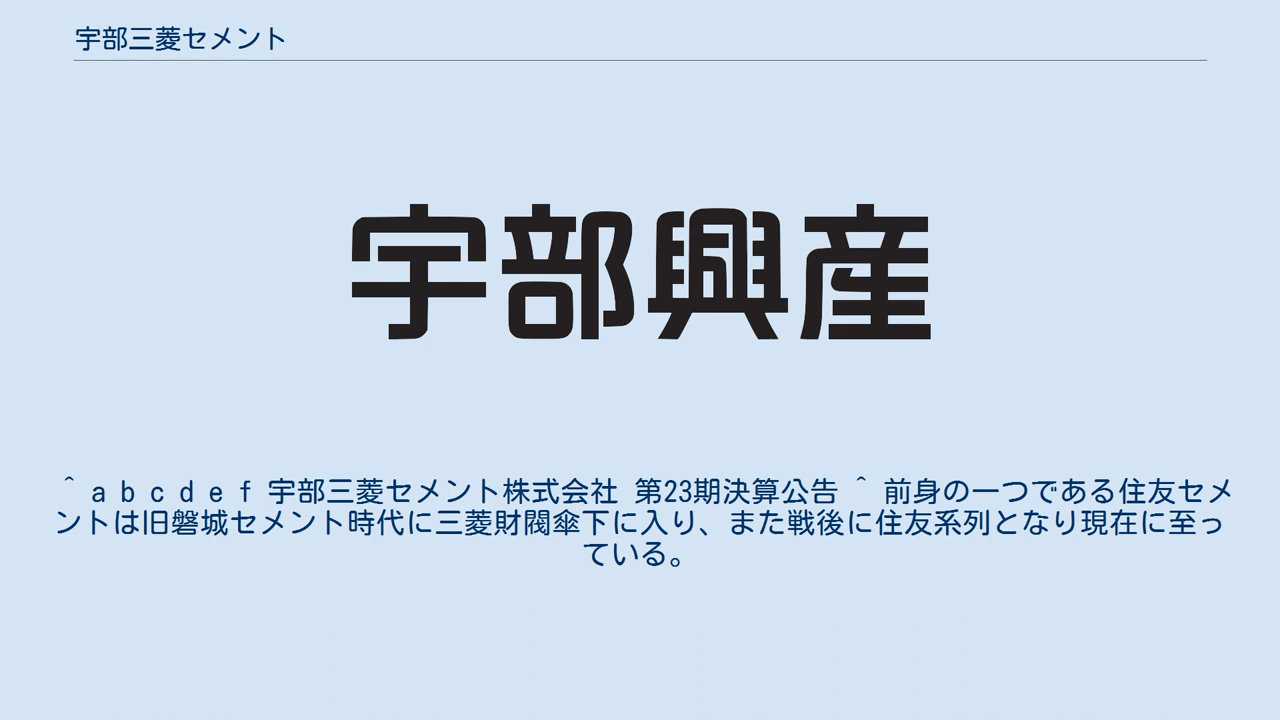 宇部三菱セメント
宇部興産
^ a b c d e f 宇部三菱セメント株式会社 第23期決算公告 ^ 前身の一つである住友セメ
ントは旧磐城セメント時代に三菱財閥傘下に入り、また戦後に住友系列となり現在に至っ
ている。